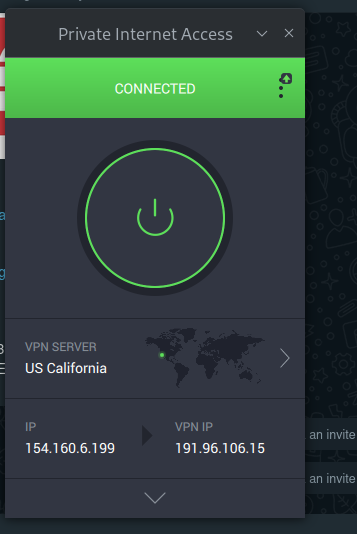 Private Internet Access
CONNECTED
VPN SERVER
US California
IP
154.160.6.199
VPN IP
191.96.106.15
an invite
an invite